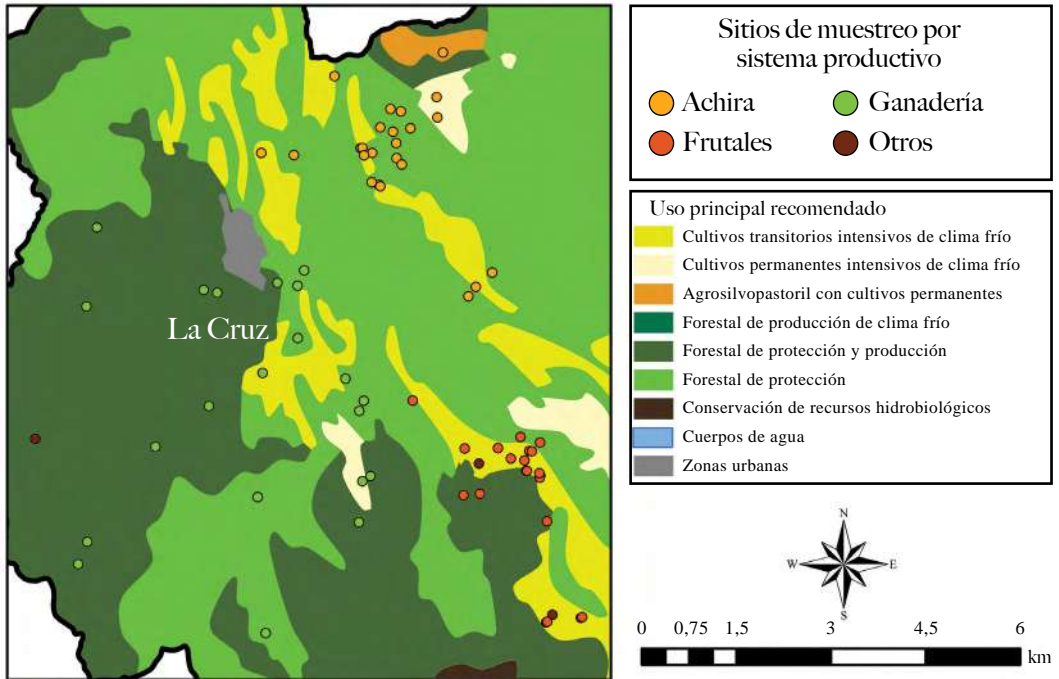 La Cruz
Sitios de muestreo por
sistema productivo
Achira
Ganadería
Frutales
Otros
Uso principal recomendado
Cultivos transitorios intensivos de clima frío
Cultivos permanentes intensivos de clima frío
Agrosilvopastoril con cultivos permanentes
Forestal de producción de clima frío
Forestal de protección y producción
Forestal de protección
Conservación de recursos hidrobiológicos
Cuerpos de agua
Zonas urbanas
N
W E
S
0 0,75 1,5 3 4,5 6
km